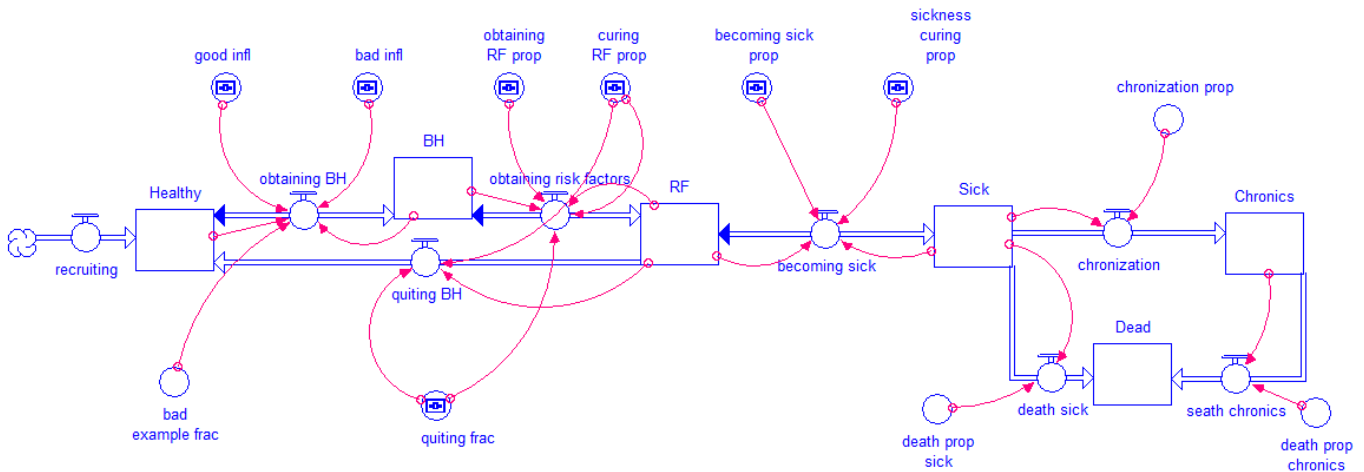 good infl
bad infl
obtaining
RF prop
curing
RF prop
becoming sick
prop
sickness
curing
prop
chronization prop
BH
obtaining BH
obtaining risk factors
Healthy
RF
Sick
Chronics
recruiting
quiting BH
becoming sick
chronization
Dead
bad
example frac
quiting frac
death sick
seath chronics
death prop
sick
death prop
chronics